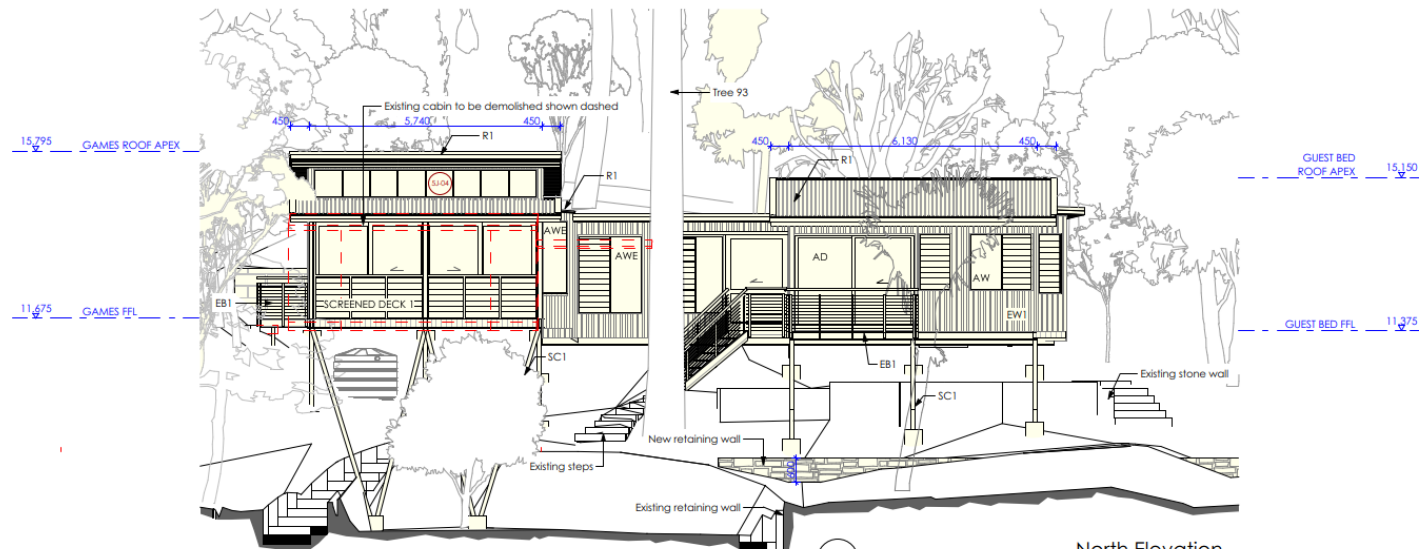 Tree 93
Existing cabin to be demolished shown dashed
450 5,740 450
450 6,130 450
15,795 GAMES ROOF APEX
R1
R1
GUEST BED
ROOF APEX 15,150
SJ-04
R1
AWE
AWE
AD
AW
EB1
SCREENED DECK 1
11,675 GAMES FFL
EW1
GUEST BED FFL 11,375
SC1
EB1
Existing stone wall
SC1
New retaining wall
Existing steps
600
Existing retaining wall
North Elevation